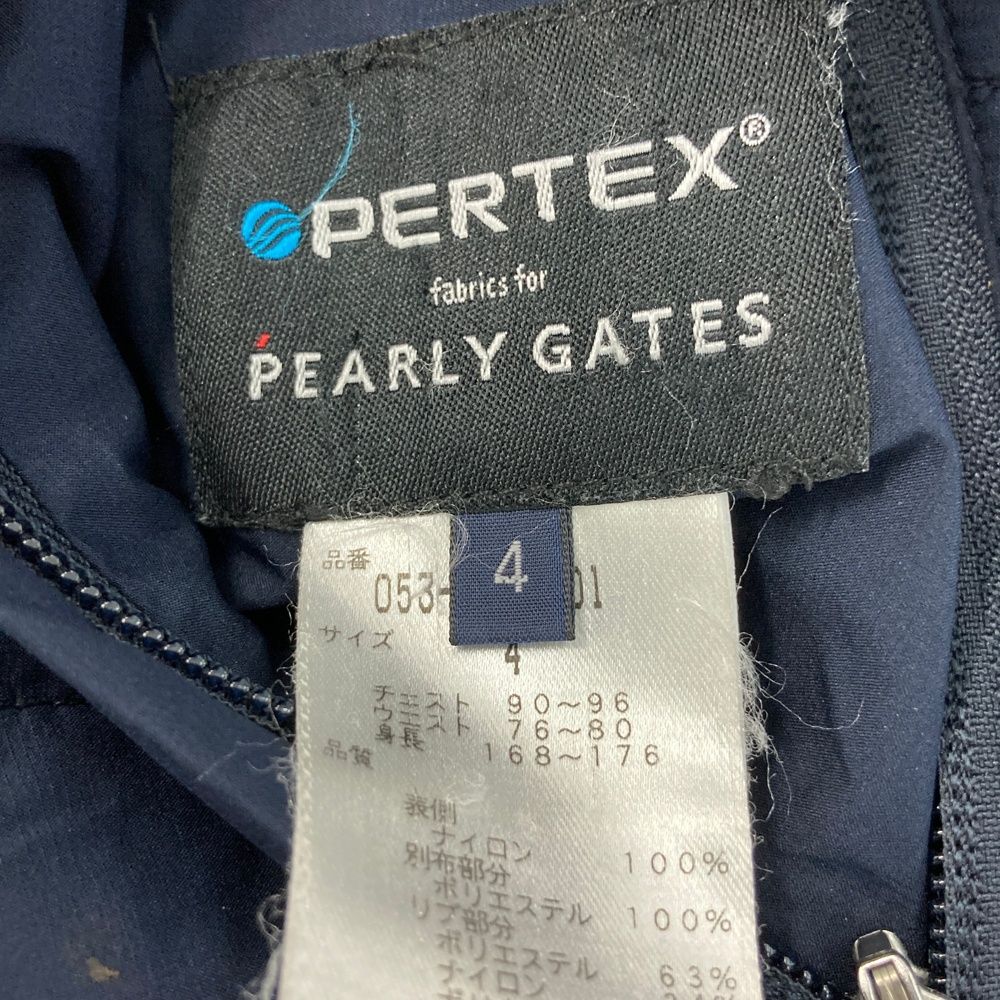 PERTEX®
fabrics for
PEARLY GATES
4
品番
053- 01
サイズ
4
チェスト 90~96
ウエスト 76~80
身長 168~176
品質
表側
ナイロン 100%
別布部分
ポリエステル 100%
リブ部分
ポリエステル 63%
ナイロン